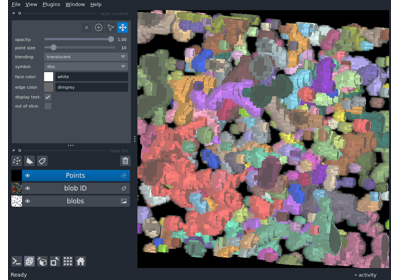 File View Plugins Window Help
opacity: 1.00
point size: 10
blending: translucent
symbol: disc
face color: white
edge color: dimgrey
display text:
out of slice:
Points
blob ID
blobs
Ready activity